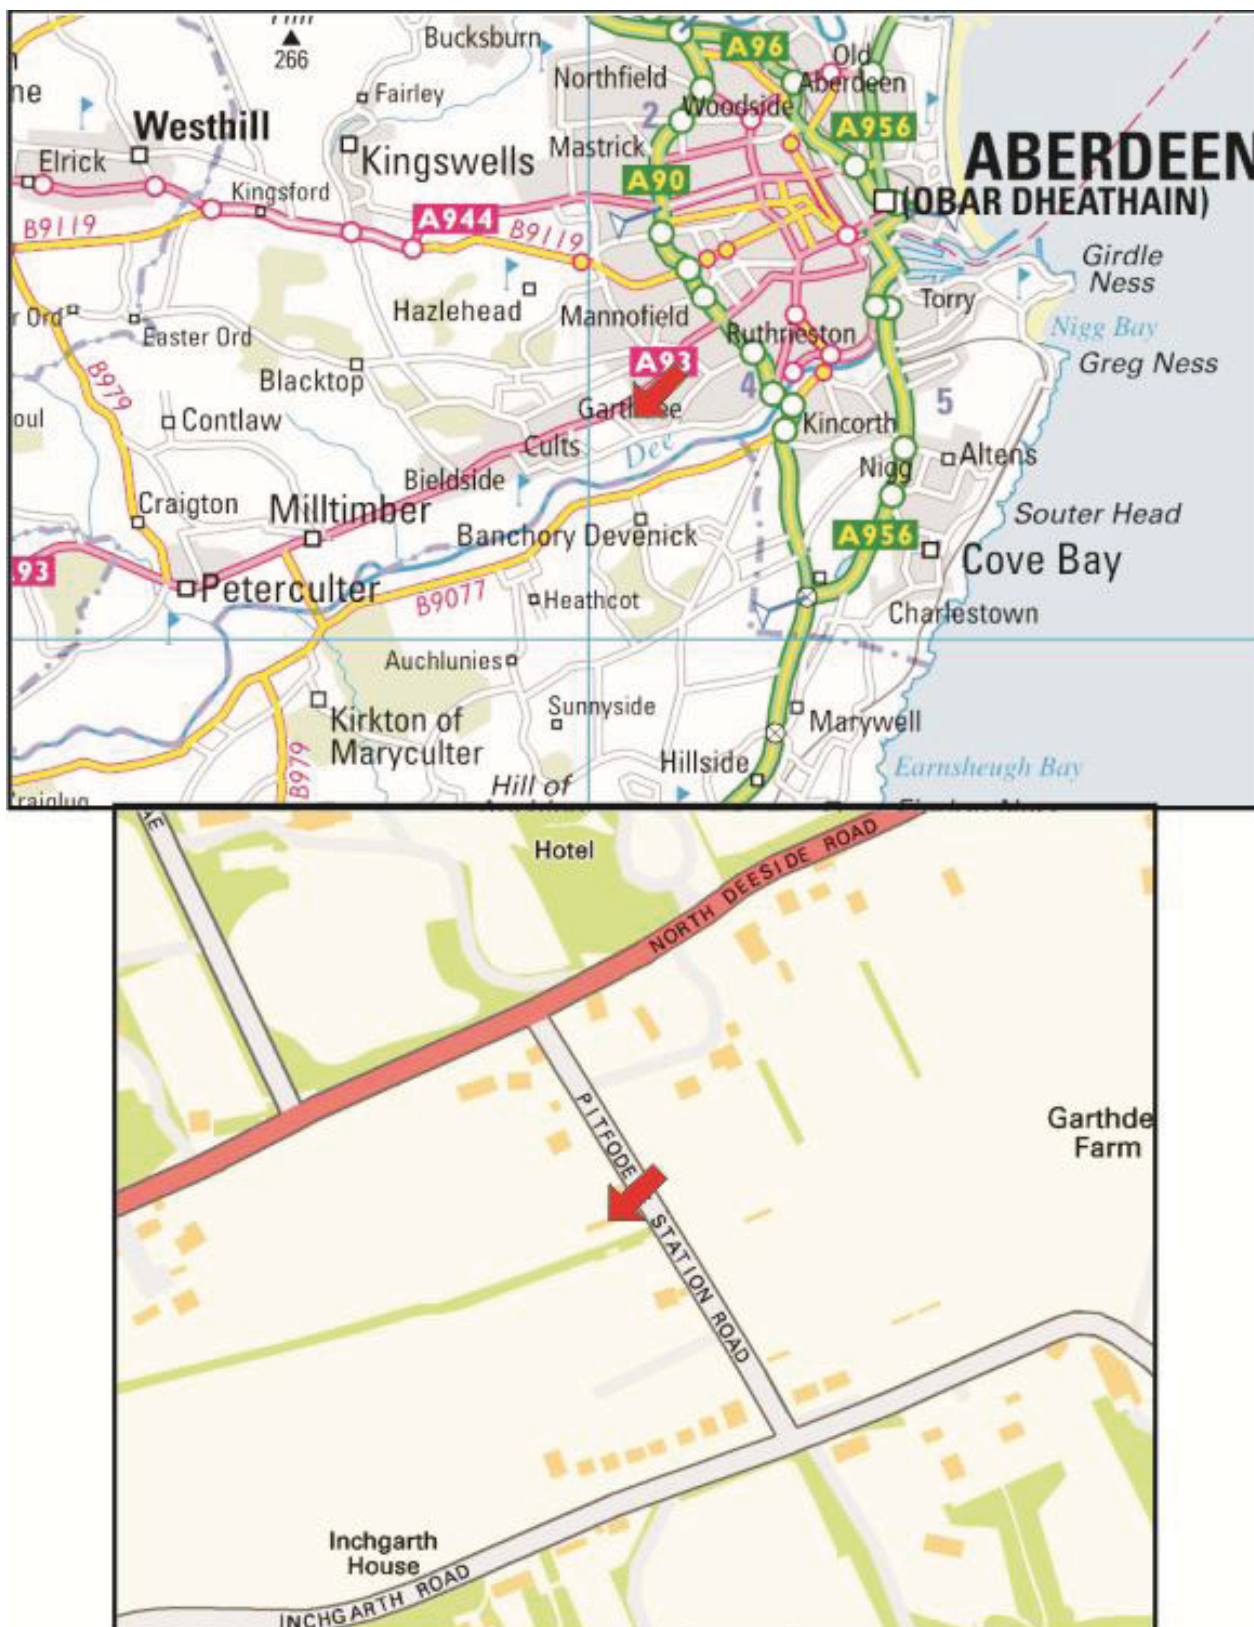 266
Bucksburn
A96
Old
Aberdeen
Northfield
Fairley
2
Woodside
A956
Westhill
Mastrick
ABERDEEN
Elrick
Kingswells
A90
Kingsford
(OBAR DHEATHAIN)
B9119
A944
B9119
Girdle
Ness
Hazlehead
Mannofield
Torry
Easter Ord
Ruthrieston
Nigg Bay
B979
Blacktop
A93
Greg Ness
4
5
oul
Contlaw
Cults
Dee
Kincorth
Bieldside
Nigg
Altens
Craigton
Milltimber
Banchory Devenick
A956
Souter Head
Cove Bay
.93
Peterculter
B9077
Heathcot
Charlestown
Auchlunies
Kirkton of
Maryculter
Sunnyside
Marywell
B979
Hillside
Hill of
Earnsheugh Bay
Hotel
NORTH DEESIDE ROAD
PITFODE
STATION ROAD
Garthde
Farm
Inchgarth
House
INCHGARTH ROAD